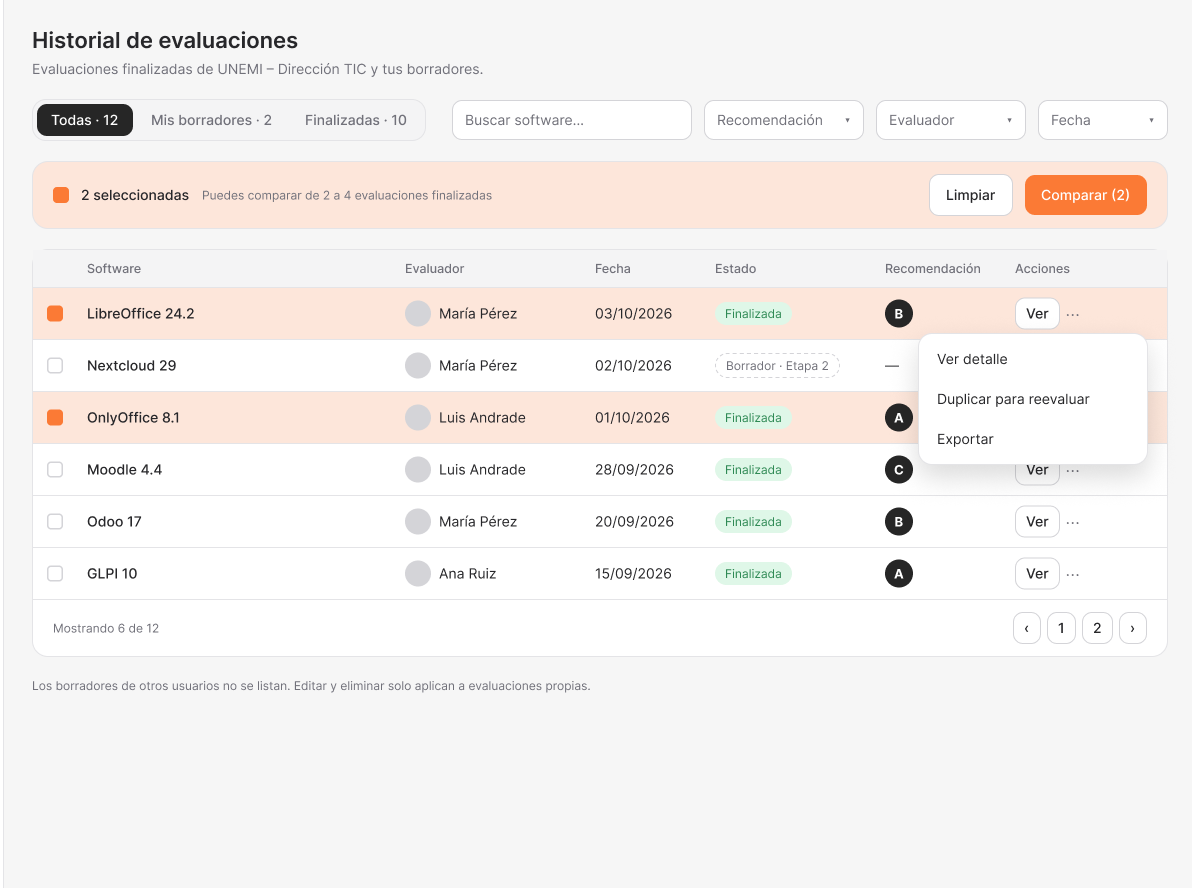 Historial de evaluaciones
Evaluaciones finalizadas de UNEMI – Dirección TIC y tus borradores.
Todas · 12 Mis borradores · 2 Finalizadas · 10 Buscar software... Recomendación Evaluador Fecha
2 seleccionadas Puedes comparar de 2 a 4 evaluaciones finalizadas Limpiar Comparar (2)
Software Evaluador Fecha Estado Recomendación Acciones
LibreOffice 24.2 María Pérez 03/10/2026 Finalizada B Ver ...
Nextcloud 29 María Pérez 02/10/2026 Borrador · Etapa 2 —
Ver detalle
Duplicar para reevaluar
Exportar
OnlyOffice 8.1 Luis Andrade 01/10/2026 Finalizada A
Moodle 4.4 Luis Andrade 28/09/2026 Finalizada C Ver ...
Odoo 17 María Pérez 20/09/2026 Finalizada B Ver ...
GLPI 10 Ana Ruiz 15/09/2026 Finalizada A Ver ...
Mostrando 6 de 12 ‹ 1 2 ›
Los borradores de otros usuarios no se listan. Editar y eliminar solo aplican a evaluaciones propias.